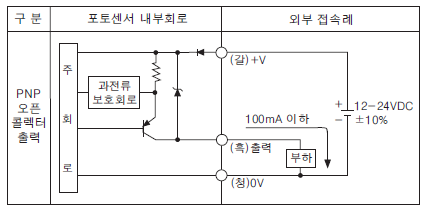 구 분
포토센서 내부회로
외부 접속례
PNP
오픈
콜렉터
출력
주
회
로
과전류
보호회로
(갈)+V
+
−
12−24VDC
±10%
100mA 이하
(흑)출력
부하
(청)0V